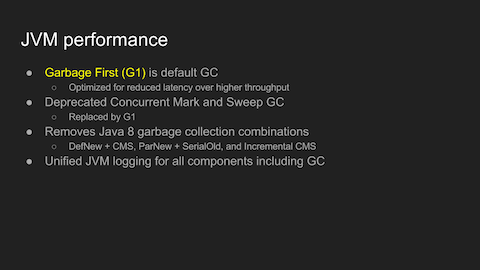 JVM performance
● Garbage First (G1) is default GC
○ Optimized for reduced latency over higher throughput
● Deprecated Concurrent Mark and Sweep GC
○ Replaced by G1
● Removes Java 8 garbage collection combinations
○ DefNew + CMS, ParNew + SerialOld, and Incremental CMS
● Unified JVM logging for all components including GC